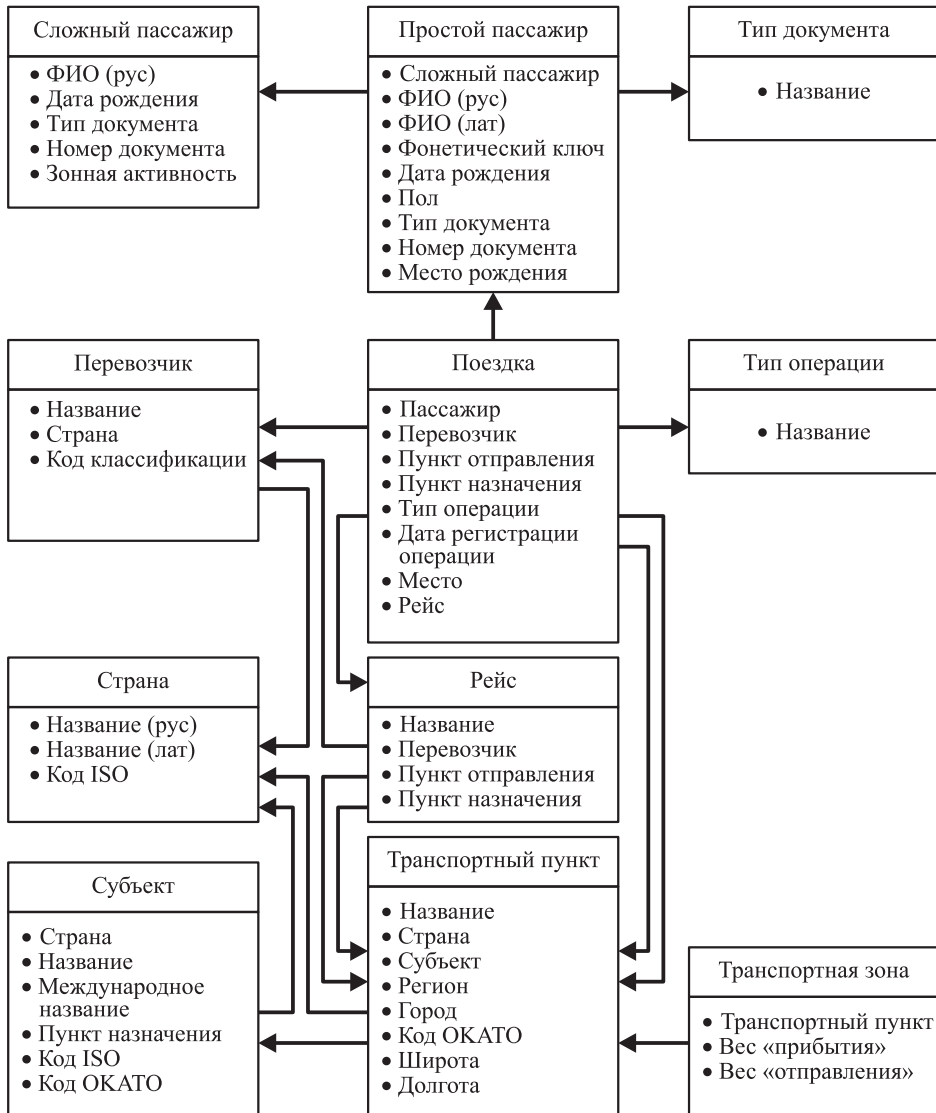 Сложный пассажир
• ФИО (рус)
• Дата рождения
• Тип документа
• Номер документа
• Зонная активность
Простой пассажир
• Сложный пассажир
• ФИО (рус)
• ФИО (лат)
• Фонетический ключ
• Дата рождения
• Пол
• Тип документа
• Номер документа
• Место рождения
Тип документа
• Название
Перевозчик
• Название
• Страна
• Код классификации
Поездка
• Пассажир
• Перевозчик
• Пункт отправления
• Пункт назначения
• Тип операции
• Дата регистрации
операции
• Место
• Рейс
Тип операции
• Название
Страна
• Название (рус)
• Название (лат)
• Код ISO
Рейс
• Название
• Перевозчик
• Пункт отправления
• Пункт назначения
Субъект
• Страна
• Название
• Международное
название
• Пункт назначения
• Код ISO
• Код ОКАТО
Транспортный пункт
• Название
• Страна
• Субъект
• Регион
• Город
• Код ОКАТО
• Широта
• Долгота
Транспортная зона
• Транспортный пункт
• Вес «прибытия»
• Вес «отправления»